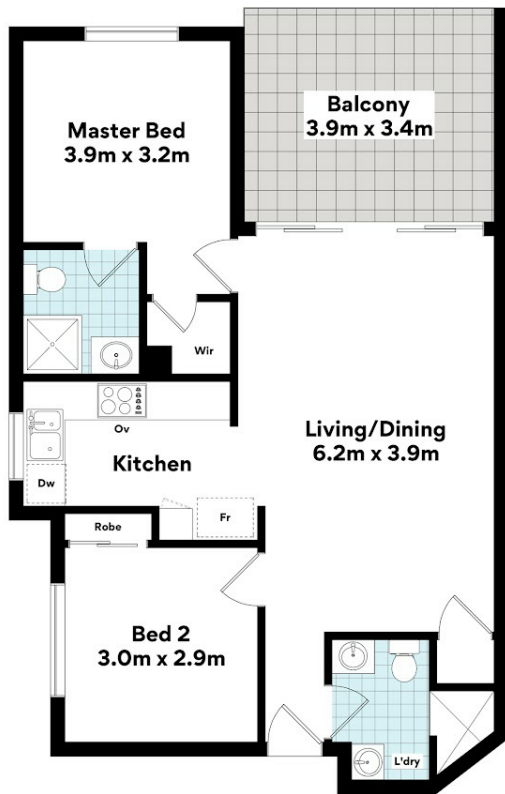 Balcony
3.9m x 3.4m
Master Bed
3.9m x 3.2m
Wir
Ov
Living/Dining
6.2m x 3.9m
Kitchen
Dw
Fr
Robe
Bed 2
3.0m x 2.9m
L'dry